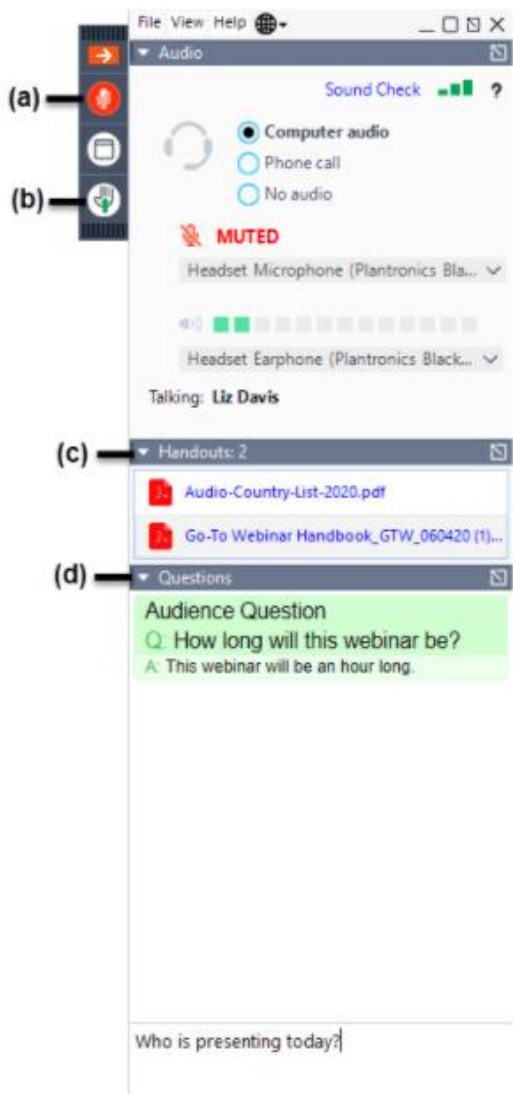 File View Help
Audio
(a)
Sound Check ?
Computer audio
Phone call
(b)
No audio
MUTED
Headset Microphone (Plantronics Bla...
Headset Earphone (Plantronics Black...
Talking: Liz Davis
(c)
Handouts: 2
Audio-Country-List-2020.pdf
Go-To Webinar Handbook_GTW_060420 (1)...
(d)
Questions
Audience Question
Q: How long will this webinar be?
A: This webinar will be an hour long.
Who is presenting today?